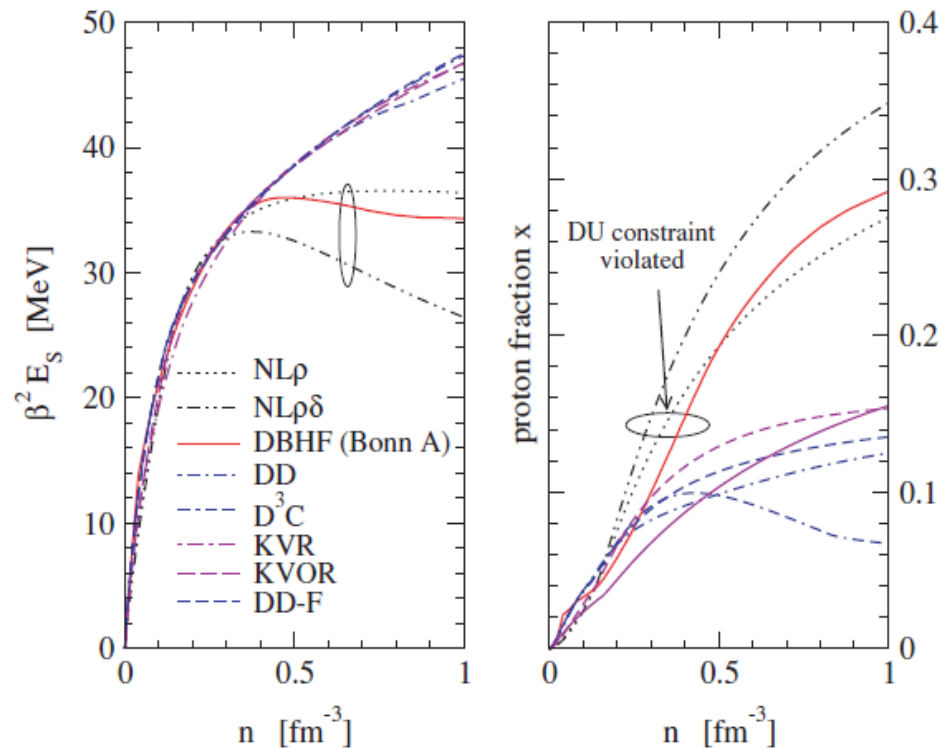 50
40
30
20
10
0
β² E_S [MeV]
NLρ
NLρδ
DBHF (Bonn A)
DD
D³C
KVR
KVOR
DD-F
0
0.5
1
n [fm⁻³]
proton fraction x
DU constraint
violated
0.4
0.3
0.2
0.1
0
0
0.5
1
n [fm⁻³]